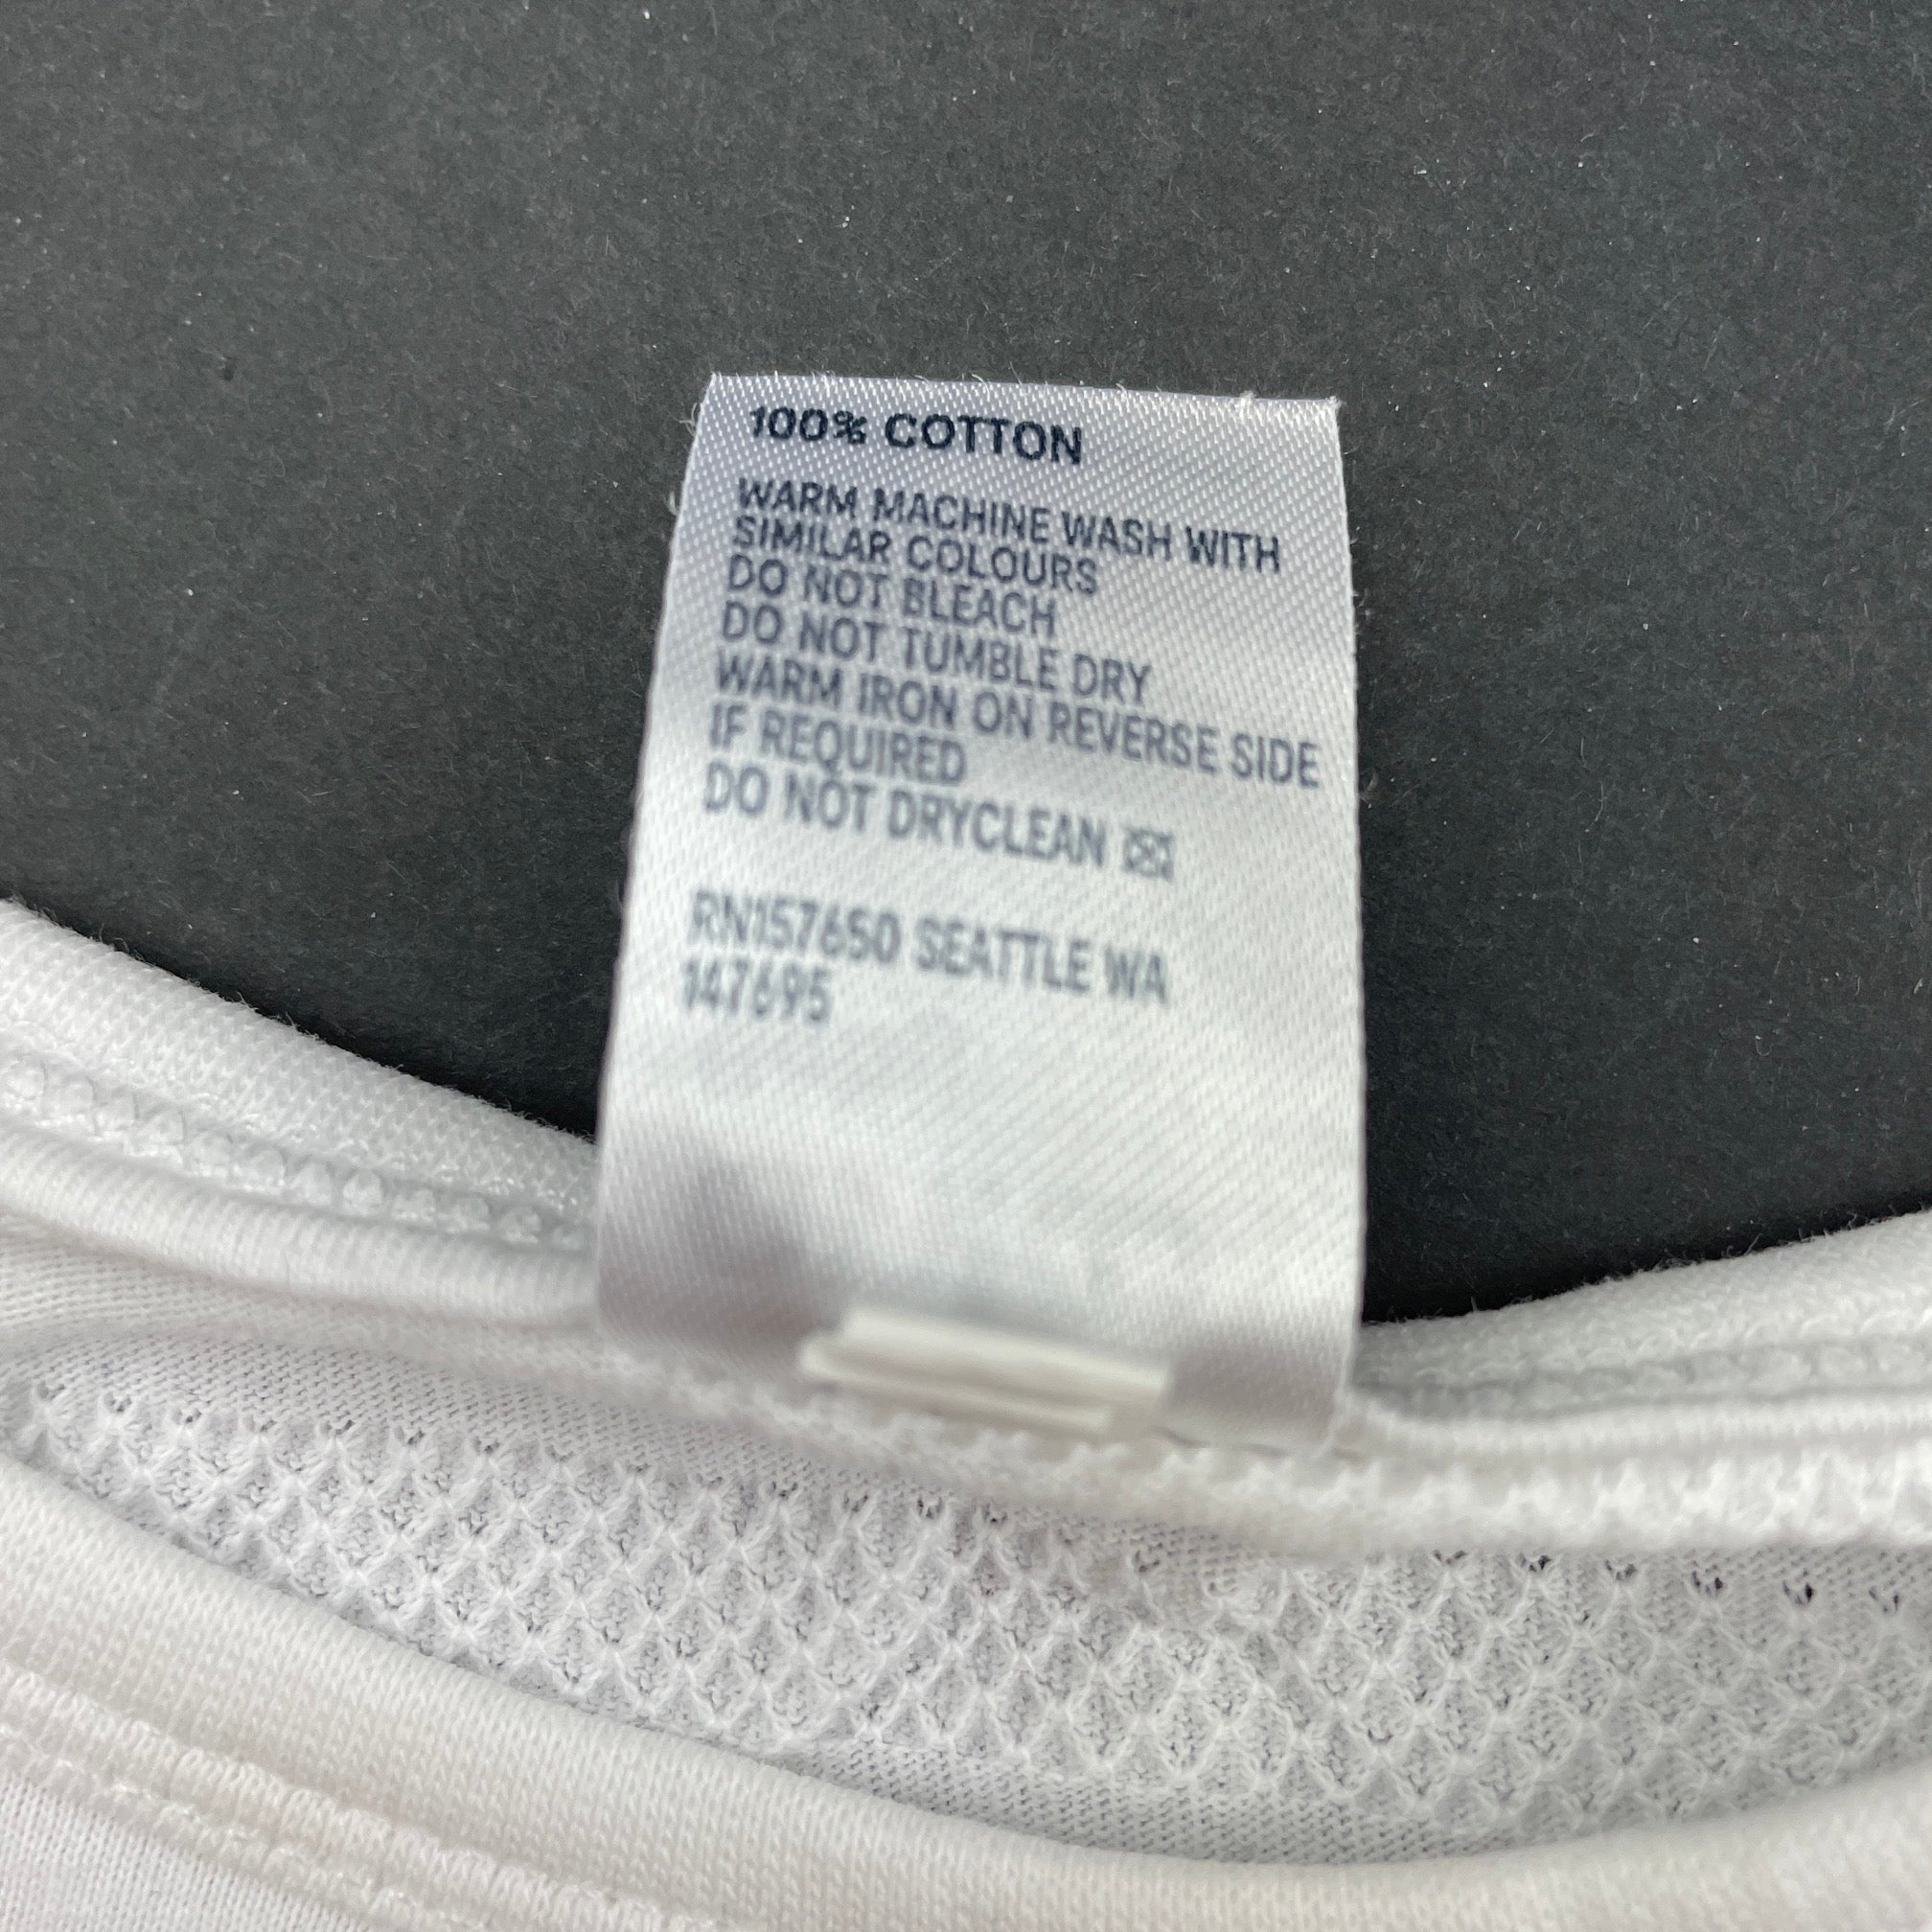 100% COTTON
WARM MACHINE WASH WITH
SIMILAR COLOURS
DO NOT BLEACH
DO NOT TUMBLE DRY
WARM IRON ON REVERSE SIDE
IF REQUIRED
DO NOT DRYCLEAN
RN157650 SEATTLE WA
147695